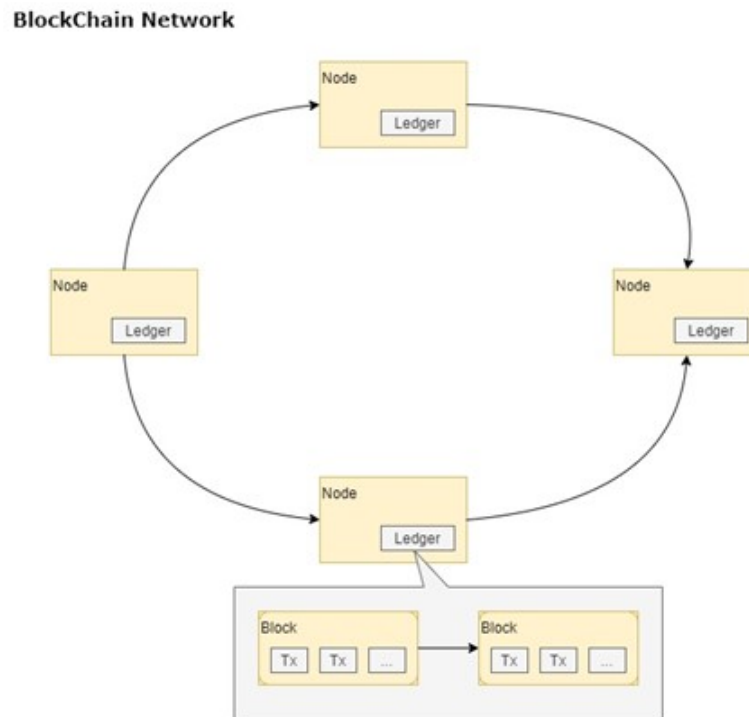 BlockChain Network
Node
Ledger
Node
Ledger
Node
Ledger
Node
Ledger
Block
Tx Tx ...
Block
Tx Tx ...